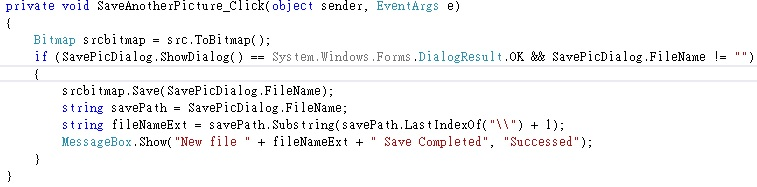 private void SaveAnotherPicture_Click(object sender, EventArgs e)
{
Bitmap srcbitmap = src.ToBitmap();
if (SavePicDialog.ShowDialog() == System.Windows.Forms.DialogResult.OK && SavePicDialog.FileName != "")
{
srcbitmap.Save(SavePicDialog.FileName);
string savePath = SavePicDialog.FileName;
string fileNameExt = savePath.Substring(savePath.LastIndexOf("\\") + 1);
MessageBox.Show("New file " + fileNameExt + " Save Completed", "Successed");
}
}